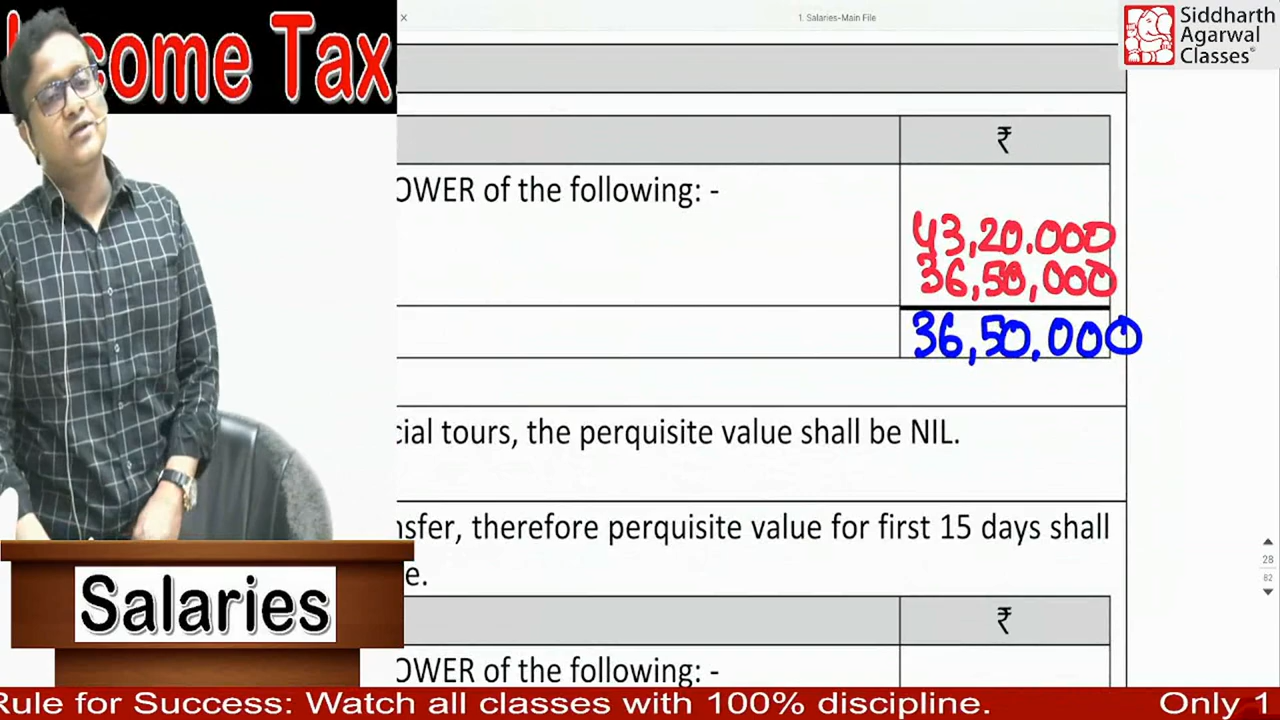 Income Tax
1. Salaries-Main File
Siddharth
Agarwal
Classes
₹
OWER of the following: -
43,20.000
36,50,000
36,50,000
cial tours, the perquisite value shall be NIL.
nsfer, therefore perquisite value for first 15 days shall
e.
28
82
₹
OWER of the following: -
Salaries
Rule for Success: Watch all classes with 100% discipline.
Only 1